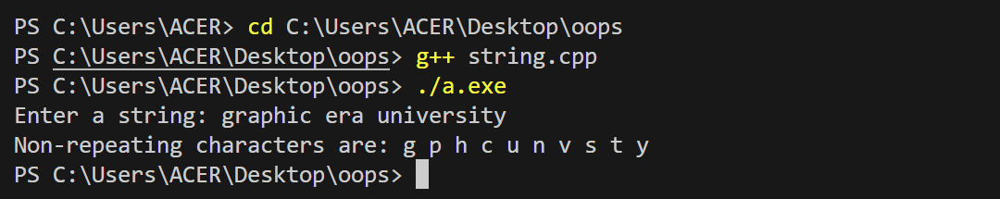 PS C:\Users\ACER> cd C:\Users\ACER\Desktop\oops
PS C:\Users\ACER\Desktop\oops> g++ string.cpp
PS C:\Users\ACER\Desktop\oops> ./a.exe
Enter a string: graphic era university
Non-repeating characters are: g p h c u n v s t y
PS C:\Users\ACER\Desktop\oops>